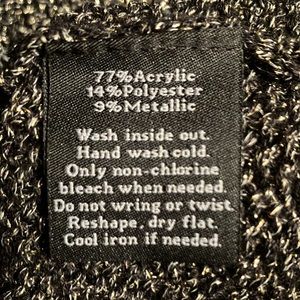 77%Acrylic
14%Polyester
9%Metallic
Wash inside out.
Hand wash cold.
Only non-chlorine
bleach when needed.
Do not wring or twist.
Reshape, dry flat.
Cool iron if needed.